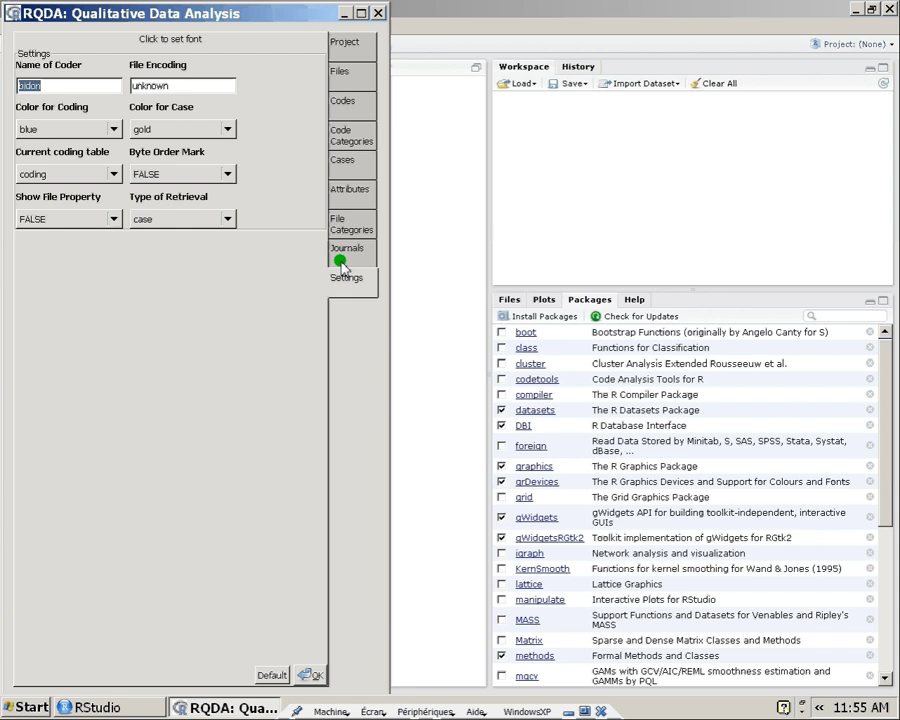 RQDA: Qualitative Data Analysis
Click to set font
Settings
Name of Coder
File Encoding
unknown
Color for Coding
Color for Case
blue
gold
Current coding table
Byte Order Mark
coding
FALSE
Show File Property
Type of Retrieval
FALSE
case
Default
OK
Project
Files
Codes
Code
Categories
Cases
Attributes
File
Categories
Journals
Settings
Project: (None)
Workspace
History
Load
Save
Import Dataset
Clear All
Files
Plots
Packages
Help
Install Packages
Check for Updates
boot Bootstrap Functions (originally by Angelo Canty for S)
class Functions for Classification
cluster Cluster Analysis Extended Rousseeuw et al.
codetools Code Analysis Tools for R
compiler The R Compiler Package
datasets The R Datasets Package
DBI R Database Interface
foreign Read Data Stored by Minitab, S, SAS, SPSS, Stata, Systat,
dBase, ...
graphics The R Graphics Package
grDevices The R Graphics Devices and Support for Colours and Fonts
grid The Grid Graphics Package
gWidgets gWidgets API for building toolkit-independent, interactive
GUIs
gWidgetsRGtk2 Toolkit implementation of gWidgets for RGtk2
igraph Network analysis and visualization
KernSmooth Functions for kernel smoothing for Wand & Jones (1995)
lattice Lattice Graphics
manipulate Interactive Plots for RStudio
MASS Support Functions and Datasets for Venables and Ripley's
MASS
Matrix Sparse and Dense Matrix Classes and Methods
methods Formal Methods and Classes
mgcv GAMs with GCV/AIC/REML smoothness estimation and
GAMMs by PQL
Start
RStudio
RQDA: Qua...
Machine
Écran
Périphériques
Aide
WindowsXP
11:55 AM